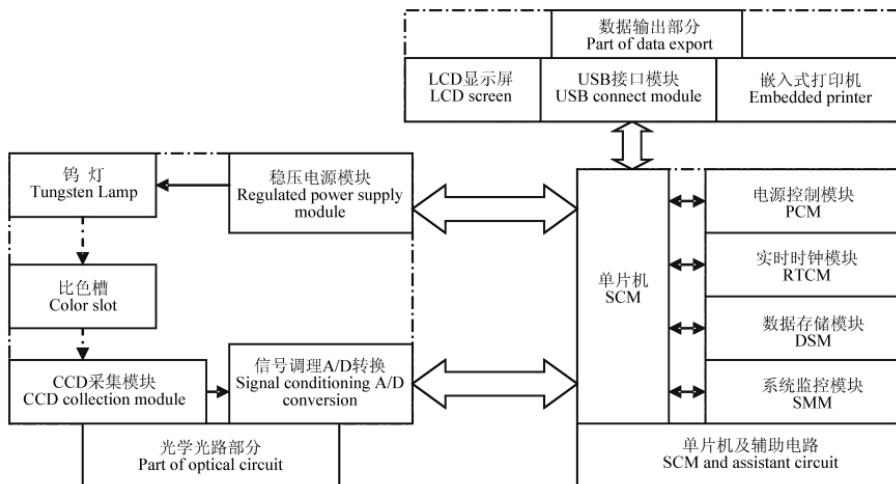 数据输出部分
Part of data export
LCD显示屏
LCD screen
USB接口模块
USB connect module
嵌入式打印机
Embedded printer
钨 灯
Tungsten Lamp
稳压电源模块
Regulated power supply
module
比色槽
Color slot
CCD采集模块
CCD collection module
信号调理A/D转换
Signal conditioning A/D
conversion
光学光路部分
Part of optical circuit
单片机
SCM
电源控制模块
PCM
实时时钟模块
RTCM
数据存储模块
DSM
系统监控模块
SMM
单片机及辅助电路
SCM and assistant circuit